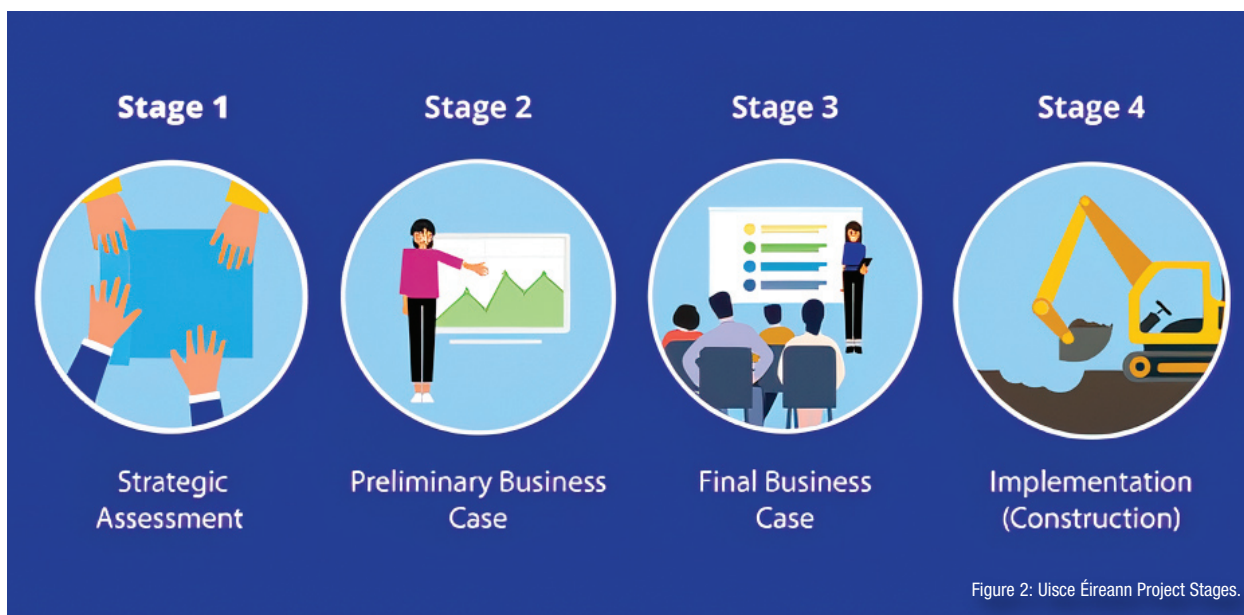 Stage 1
Stage 2
Stage 3
Stage 4
Strategic
Assessment
Preliminary Business
Case
Final Business
Case
Implementation
(Construction)
Figure 2: Uisce Éireann Project Stages.